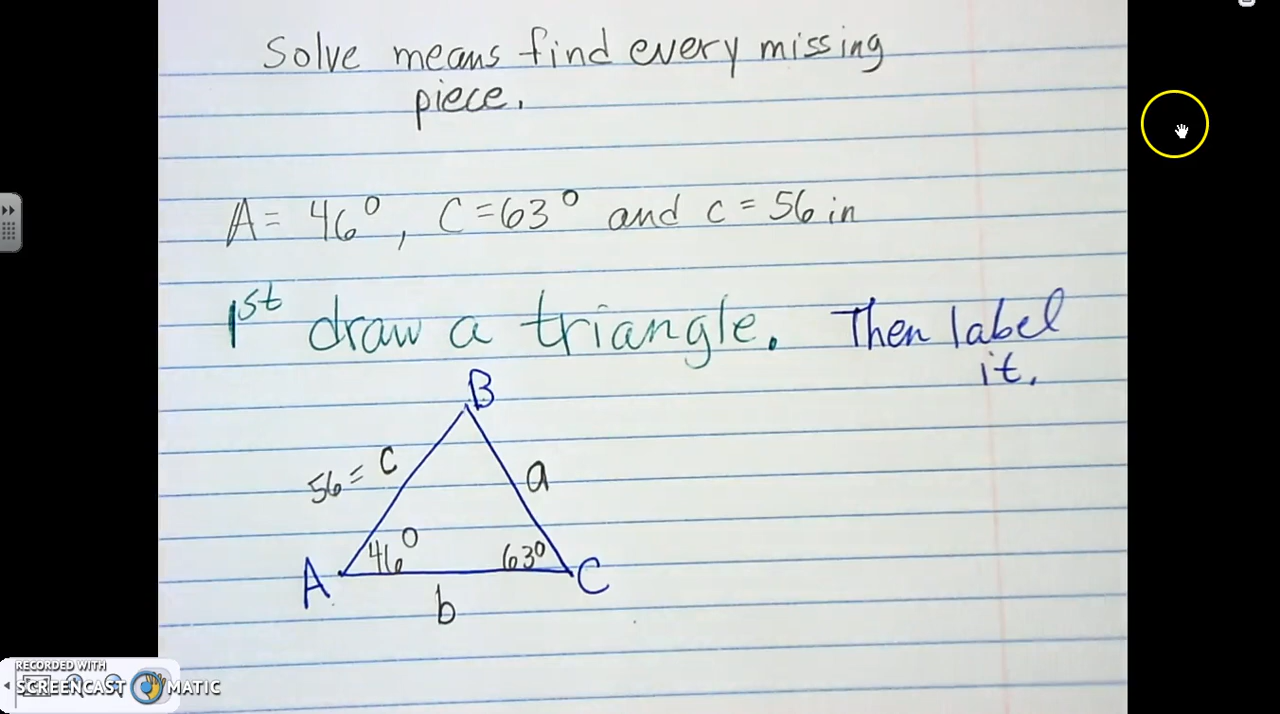 Solve means find every missing
piece.
A = 46°, C = 63° and c = 56 in
1st draw a triangle. Then label
it.
B
56 = c
a
46°
63°
A
C
b
RECORDED WITH
SCREENCAST MATIC